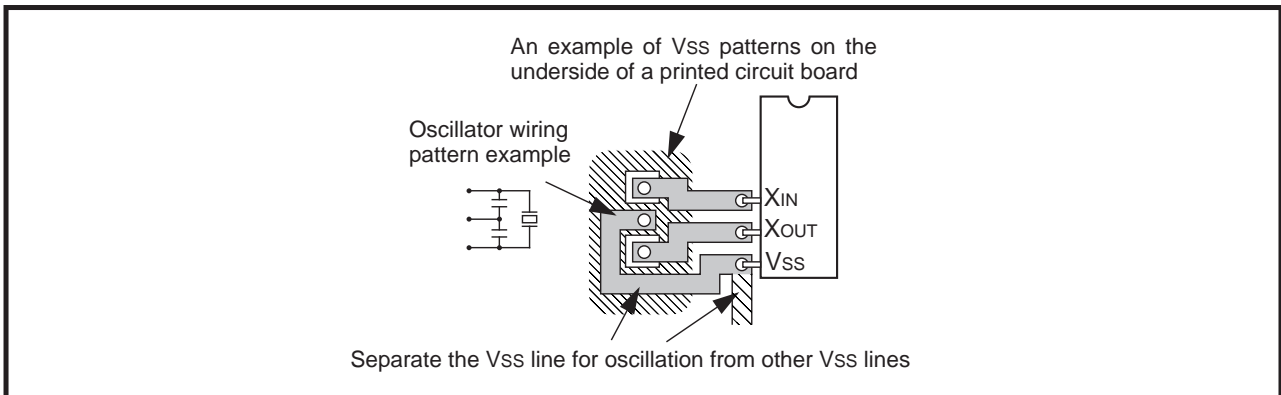 An example of VSS patterns on the
underside of a printed circuit board
Oscillator wiring
pattern example
XIN
XOUT
VSS
Separate the VSS line for oscillation from other VSS lines